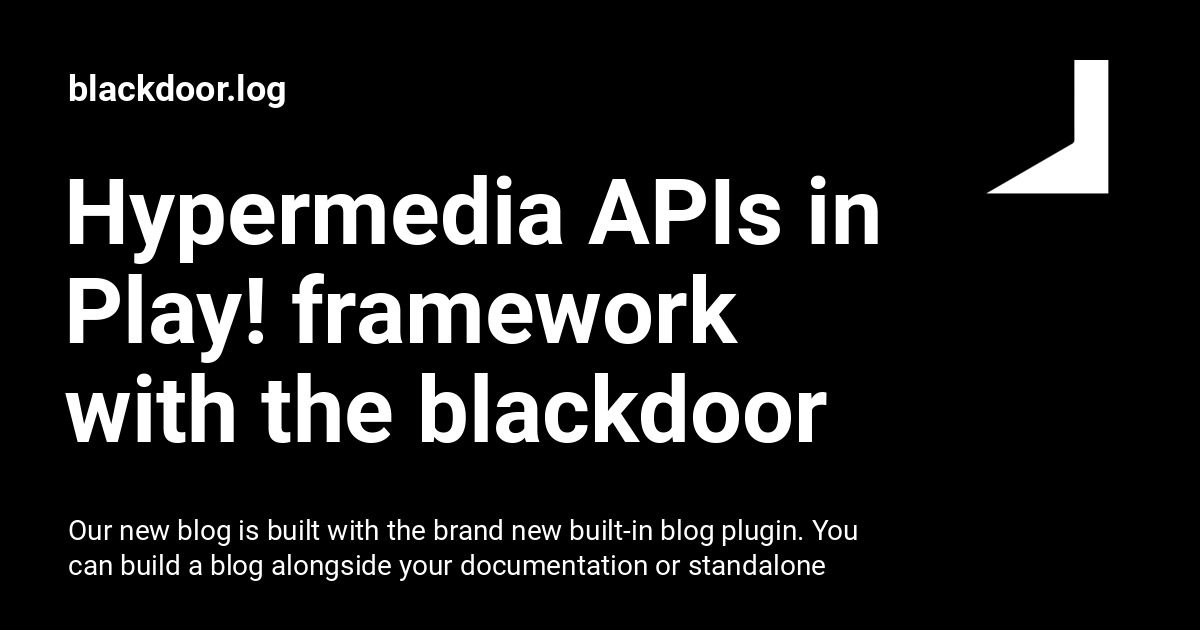 blackdoor.log
Hypermedia APIs in
Play! framework
with the blackdoor
Our new blog is built with the brand new built-in blog plugin. You
can build a blog alongside your documentation or standalone